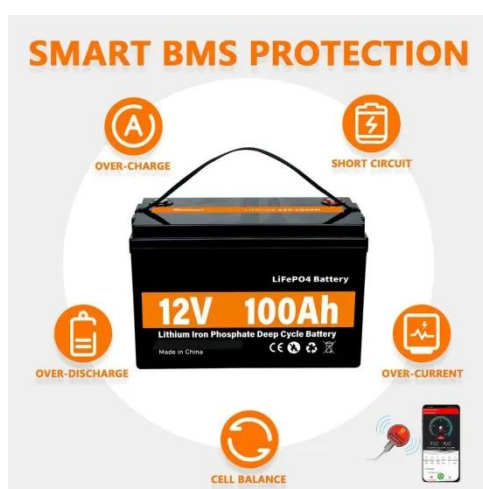 SMART BMS PROTECTION
OVER-CHARGE
SHORT CIRCUIT
LiFePO4 Battery
12V 100Ah
Lithium Iron Phosphate Deep Cycle Battery
Made in China
CE
OVER-DISCHARGE
OVER-CURRENT
CELL BALANCE